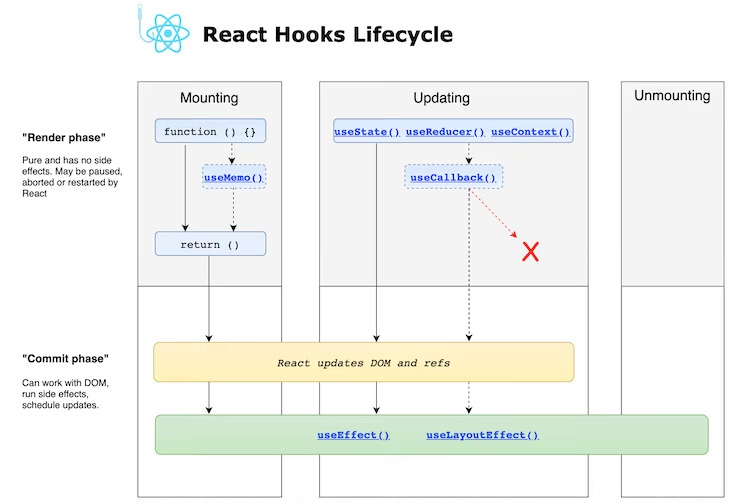 React Hooks Lifecycle
Mounting
Updating
Unmounting
"Render phase"
Pure and has no side
effects. May be paused,
aborted or restarted by
React
function () {}
useMemo()
return ()
useState() useReducer() useContext()
useCallback()
"Commit phase"
Can work with DOM,
run side effects,
schedule updates.
React updates DOM and refs
useEffect() useLayoutEffect()